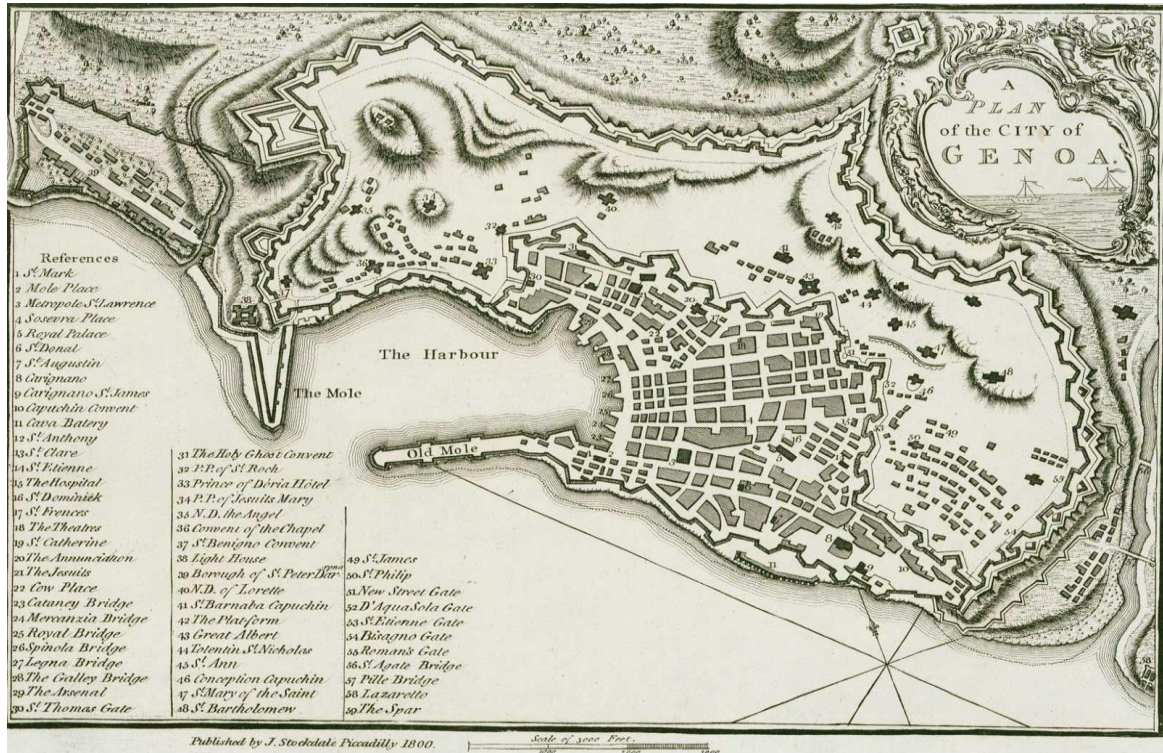 A
PLAN
of the CITY of
GENOA.
The Harbour
The Mole
Old Mole
References
1 St. Mark
2 Mole Place
3 Metropole St. Lawrence
4 Sosevra Place
5 Royal Palace
6 St. Donal
7 St. Augustin
8 Carignano
9 Carignano St. James
10 Capuchin Convent
11 Cava Batery
12 St. Anthony
13 St. Clare
14 St. Etienne
15 The Hospital
16 St. Dominick
17 St. Frences
18 The Theatres
19 St. Catherine
20 The Annunciation
21 The Jesuits
22 Cow Place
23 Cataney Bridge
24 Mercanzia Bridge
25 Royal Bridge
26 Spinola Bridge
27 Legna Bridge
28 The Galley Bridge
29 The Arsenal
30 St. Thomas Gate
31 The Holy Ghost Convent
32 P.P. of St. Roch
33 Prince of Dória Hótel
34 P.P. of Jesuits Mary
35 N.D. the Angel
36 Convent of the Chapel
37 St. Benigno Convent
38 Light House
39 Borough of St. Peter Dar
40 N.D. of Lorette
41 St. Barnaba Capuchin
42 The Platform
43 Great Albert
44 Totentin St. Nicholas
45 St. Ann
46 Conception Capuchin
47 St. Mary of the Saint
48 St. Bartholomew
49 St. James
50 St. Philip
51 New Street Gate
52 D'AquaSola Gate
53 St. Etienne Gate
54 Bisagno Gate
55 Roman's Gate
56 St. Agate Bridge
57 Pille Bridge
58 Lazaretto
59 The Spar
Published by J. Stockdale Piccadilly 1800.
Scale of 3000 Feet.